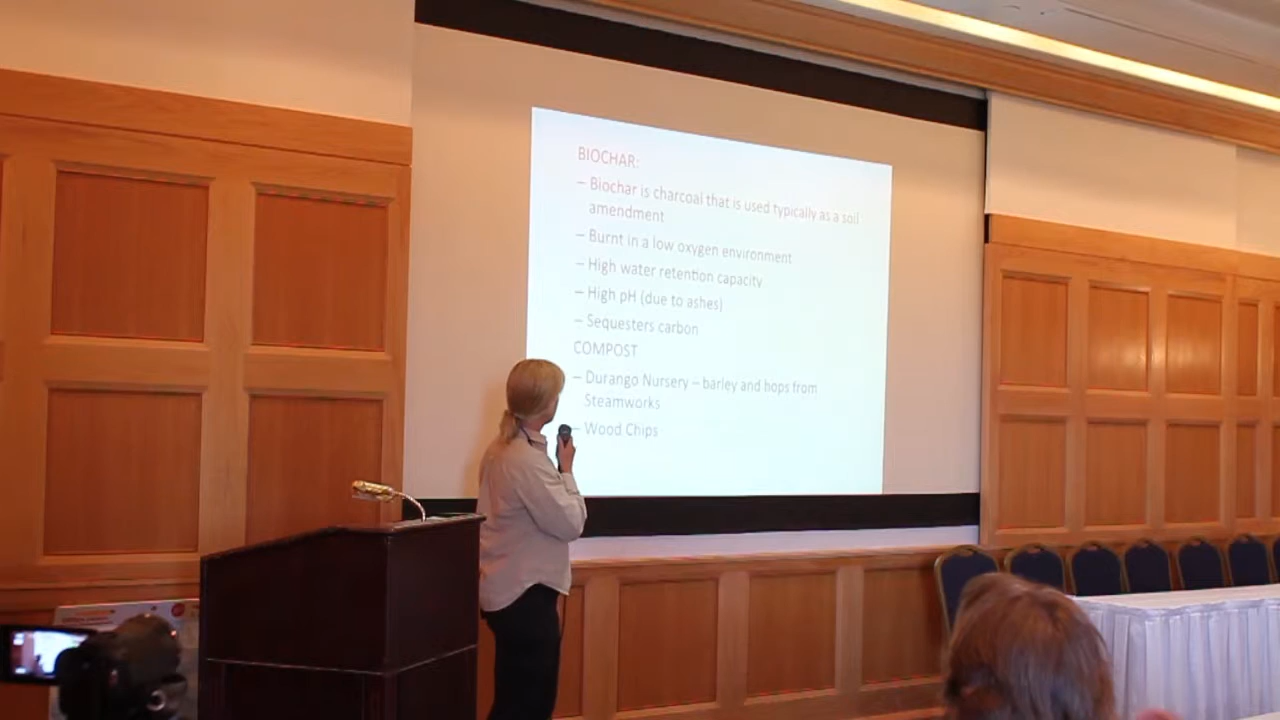 BIOCHAR:
– Biochar is charcoal that is used typically as a soil
amendment
– Burnt in a low oxygen environment
– High water retention capacity
– High pH (due to ashes)
– Sequesters carbon
COMPOST
– Durango Nursery – barley and hops from
Steamworks
– Wood Chips